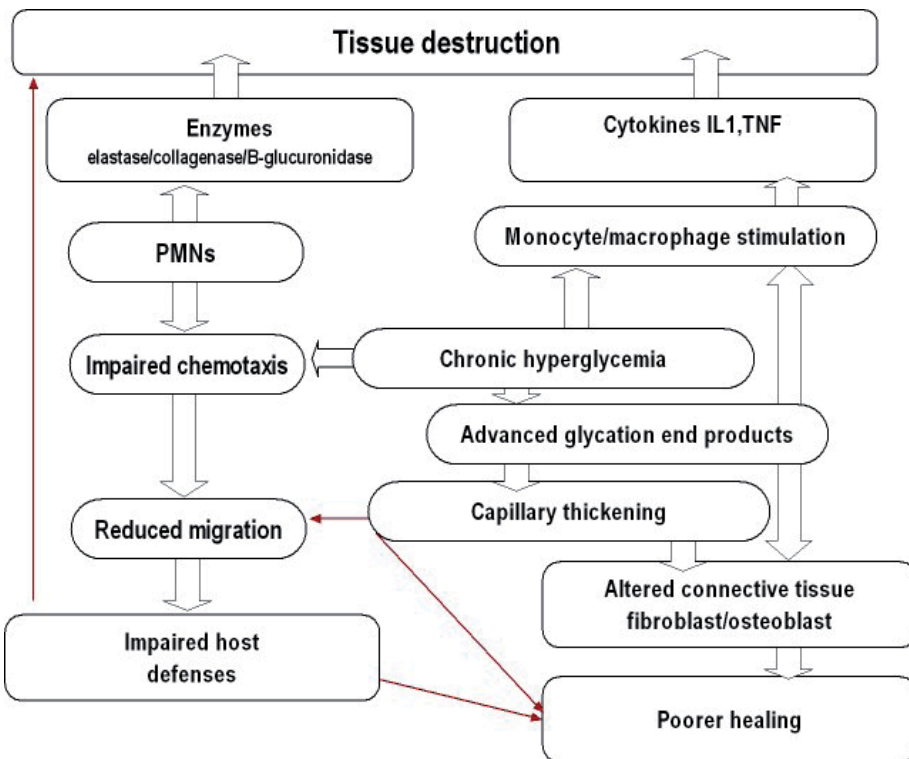 Tissue destruction
Enzymes
elastase/collagenase/B-glucuronidase
Cytokines IL1,TNF
PMNs
Monocyte/macrophage stimulation
Impaired chemotaxis
Chronic hyperglycemia
Advanced glycation end products
Reduced migration
Capillary thickening
Altered connective tissue
fibroblast/osteoblast
Impaired host
defenses
Poorer healing